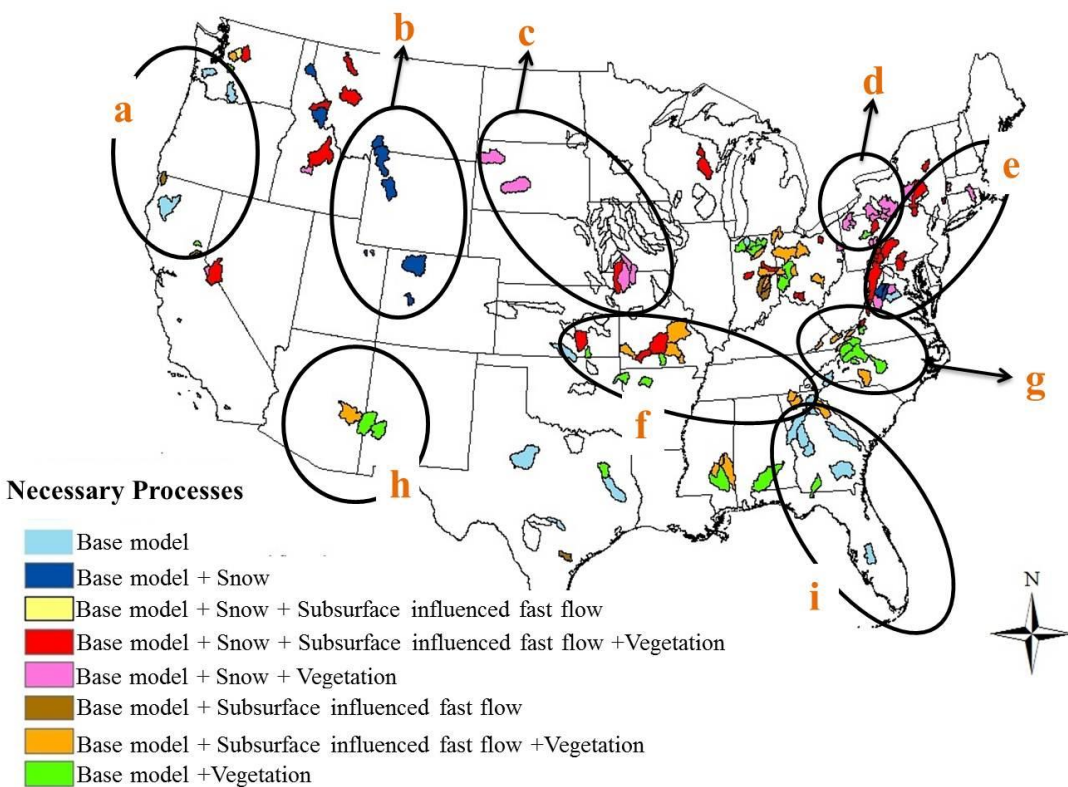 b
c
d
a
e
g
f
h
i
Necessary Processes
Base model
Base model + Snow
Base model + Snow + Subsurface influenced fast flow
Base model + Snow + Subsurface influenced fast flow +Vegetation
Base model + Snow + Vegetation
Base model + Subsurface influenced fast flow
Base model + Subsurface influenced fast flow +Vegetation
Base model +Vegetation
N